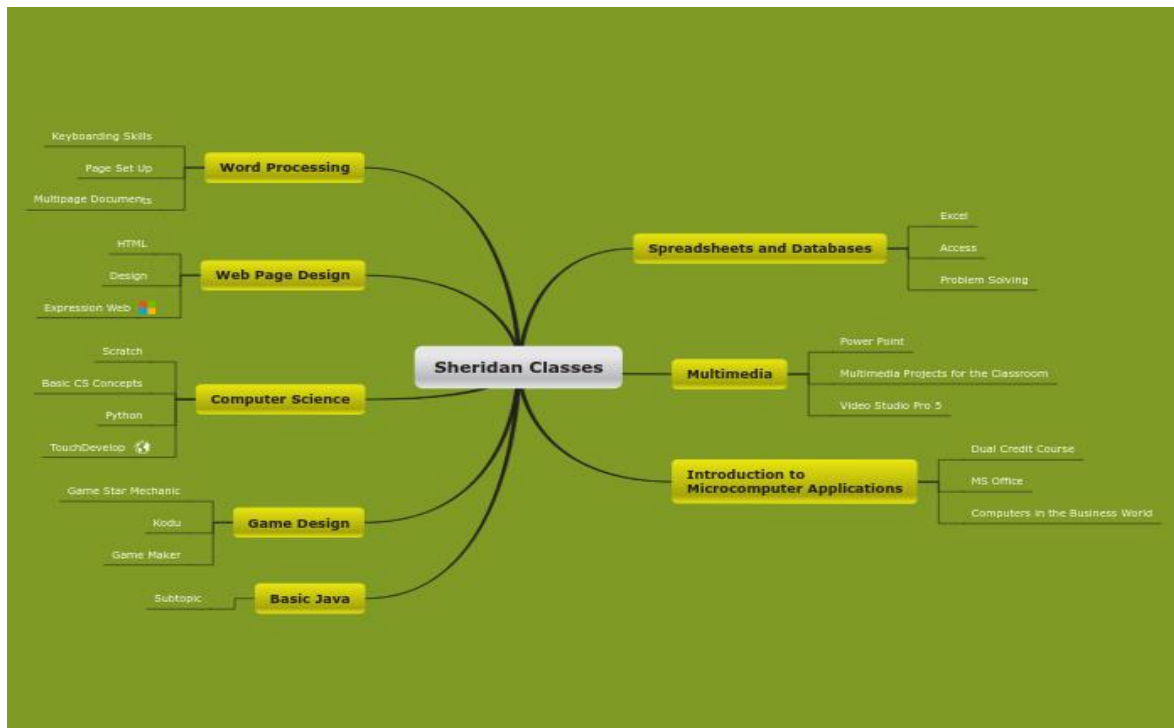 Sheridan Classes
Word Processing
Keyboarding Skills
Page Set Up
Multipage Documents
Web Page Design
HTML
Design
Expression Web
Computer Science
Scratch
Basic CS Concepts
Python
TouchDevelop
Game Design
Game Star Mechanic
Kodu
Game Maker
Basic Java
Subtopic
Spreadsheets and Databases
Excel
Access
Problem Solving
Multimedia
Power Point
Multimedia Projects for the Classroom
Video Studio Pro 5
Introduction to
Microcomputer Applications
Dual Credit Course
MS Office
Computers in the Business World